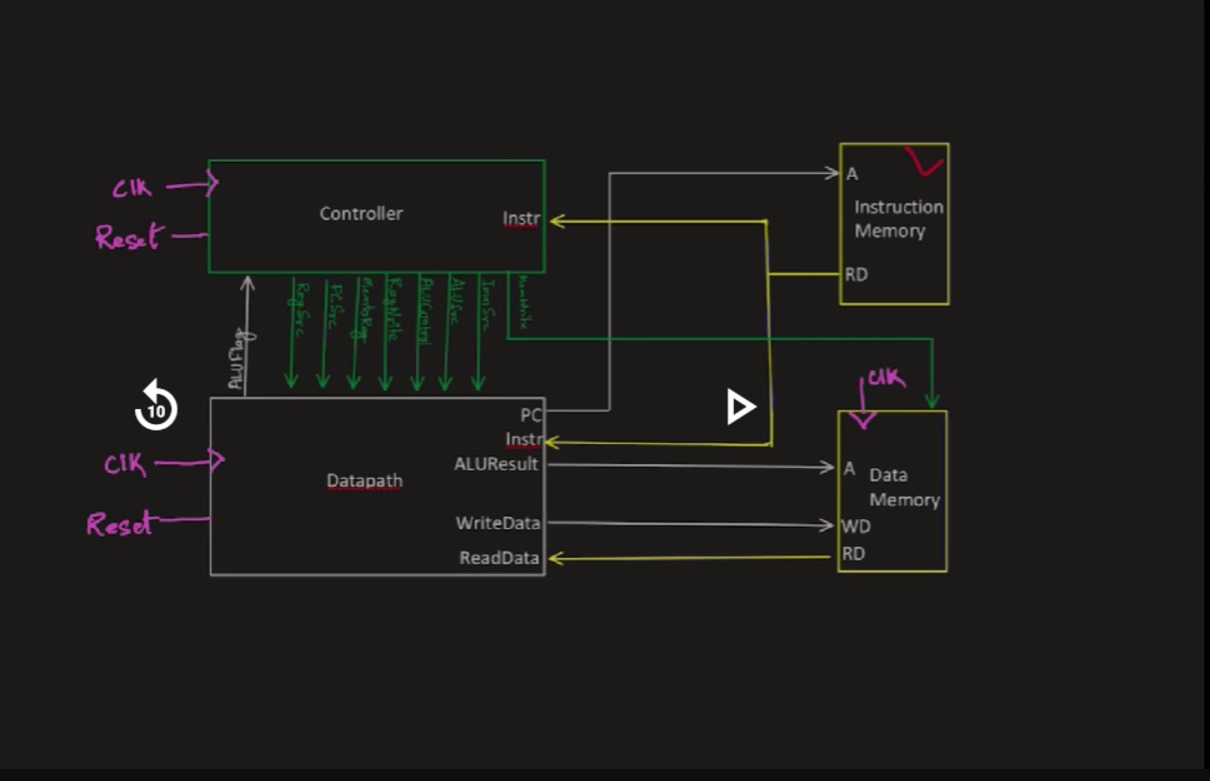 Clk
Reset
Controller
Instr
A
Instruction
Memory
RD
ALUFlag
RegSrc
PCSrc
MemtoReg
RegWrite
ALUControl
ALUSrc
ImmSrc
MemWrite
10
Clk
Reset
Datapath
PC
Instr
ALUResult
WriteData
ReadData
Clk
A
Data
Memory
WD
RD